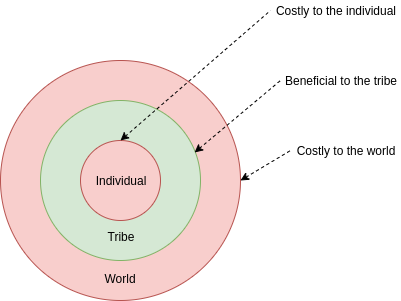 Costly to the individual
Beneficial to the tribe
Costly to the world
Individual
Tribe
World